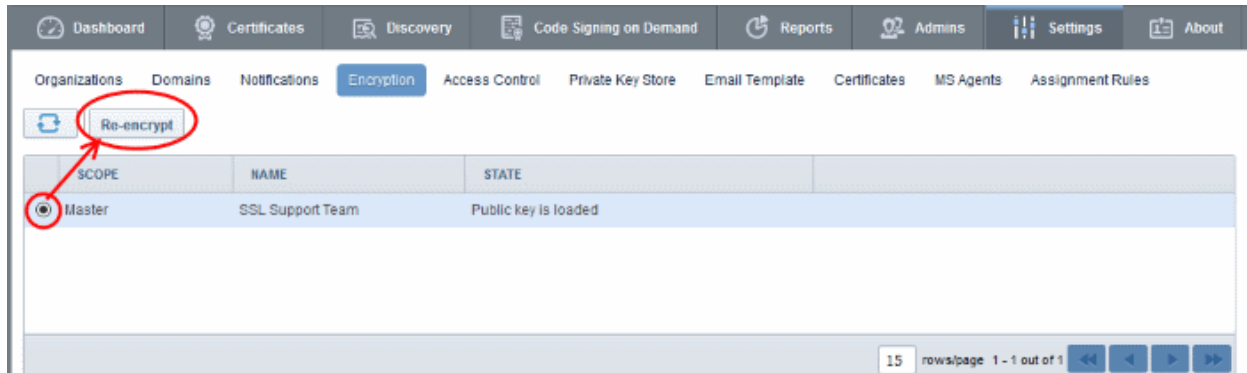 Dashboard Certificates Discovery Code Signing on Demand Reports Admins Settings About
Organizations Domains Notifications Encryption Access Control Private Key Store Email Template Certificates MS Agents Assignment Rules
Re-encrypt
SCOPE NAME STATE
Master SSL Support Team Public key is loaded
15 rows/page 1 - 1 out of 1